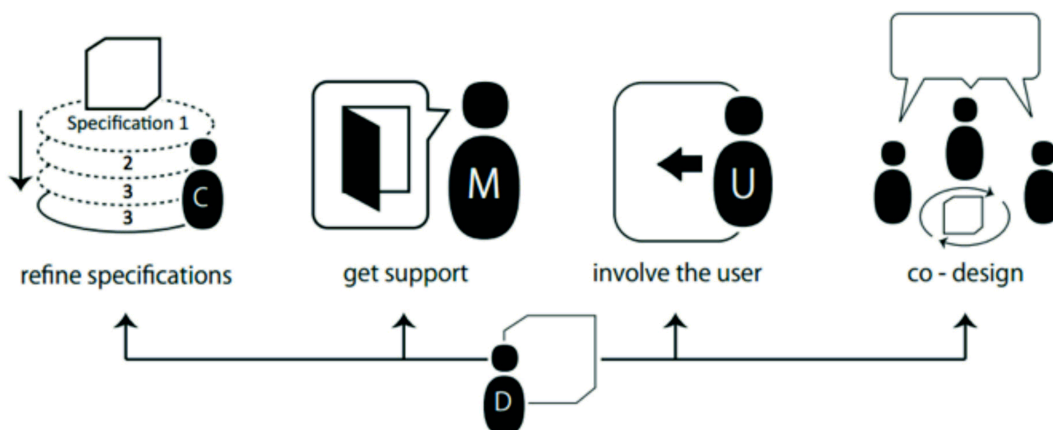 Specification 1
2
3
3
C
M
U
refine specifications
get support
involve the user
co - design
D